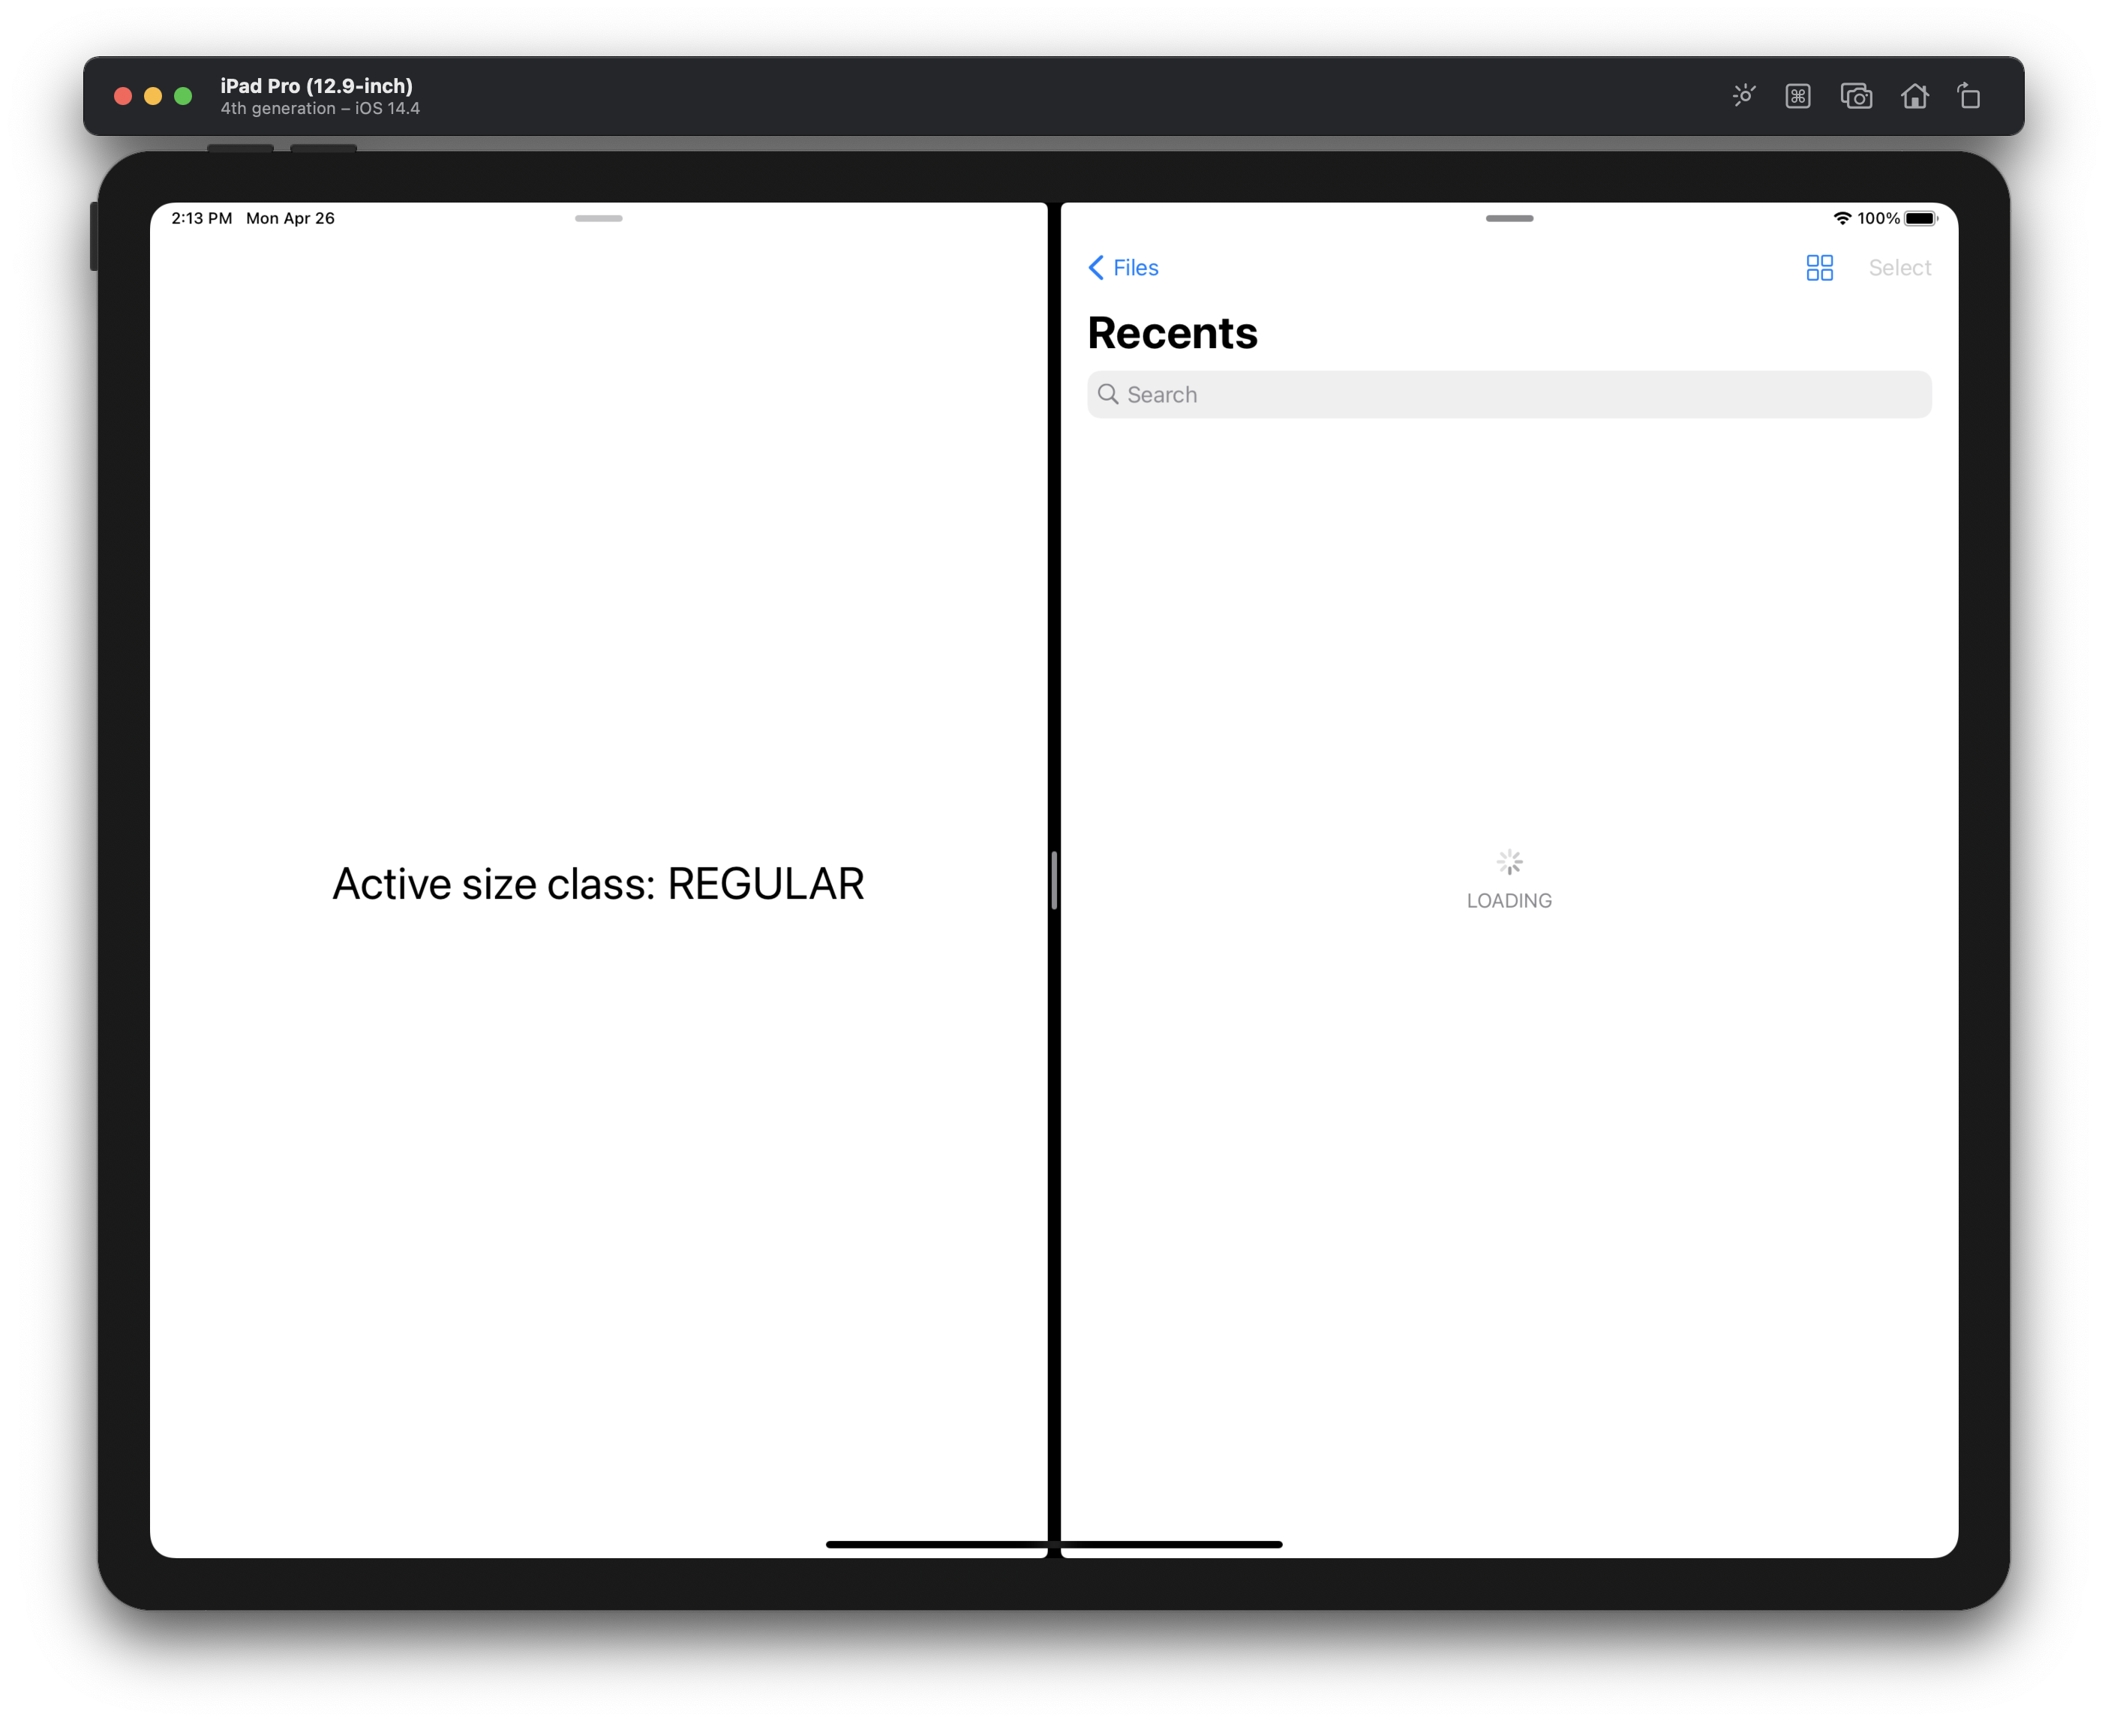 iPad Pro (12.9-inch)
4th generation – iOS 14.4
2:13 PM Mon Apr 26
100%
Files
Select
Recents
Search
Active size class: REGULAR
LOADING